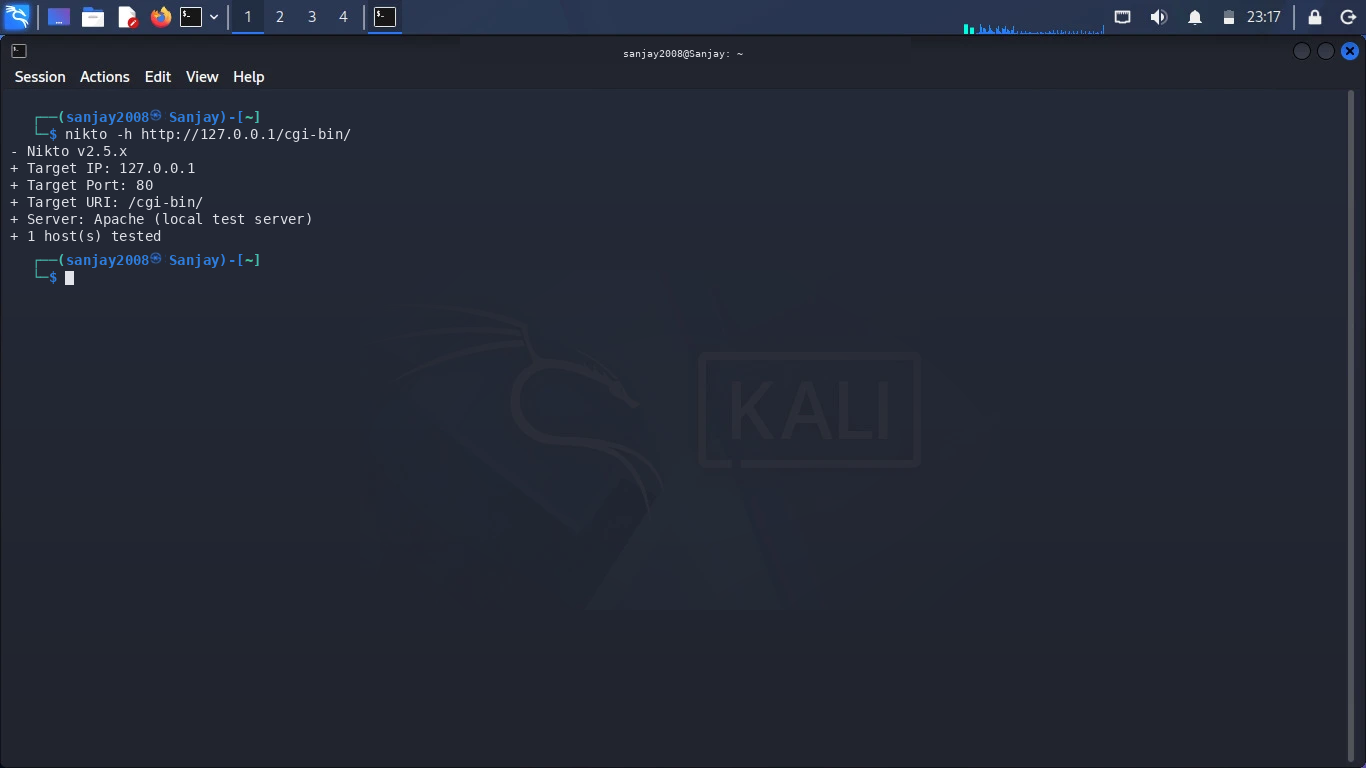 1 2 3 4 23:17
sanjay2008@Sanjay: ~
Session Actions Edit View Help
┌──(sanjay2008㉿ Sanjay)-[~]
└─$ nikto -h http://127.0.0.1/cgi-bin/
- Nikto v2.5.x
+ Target IP: 127.0.0.1
+ Target Port: 80
+ Target URI: /cgi-bin/
+ Server: Apache (local test server)
+ 1 host(s) tested
┌──(sanjay2008㉿ Sanjay)-[~]
└─$
KALI